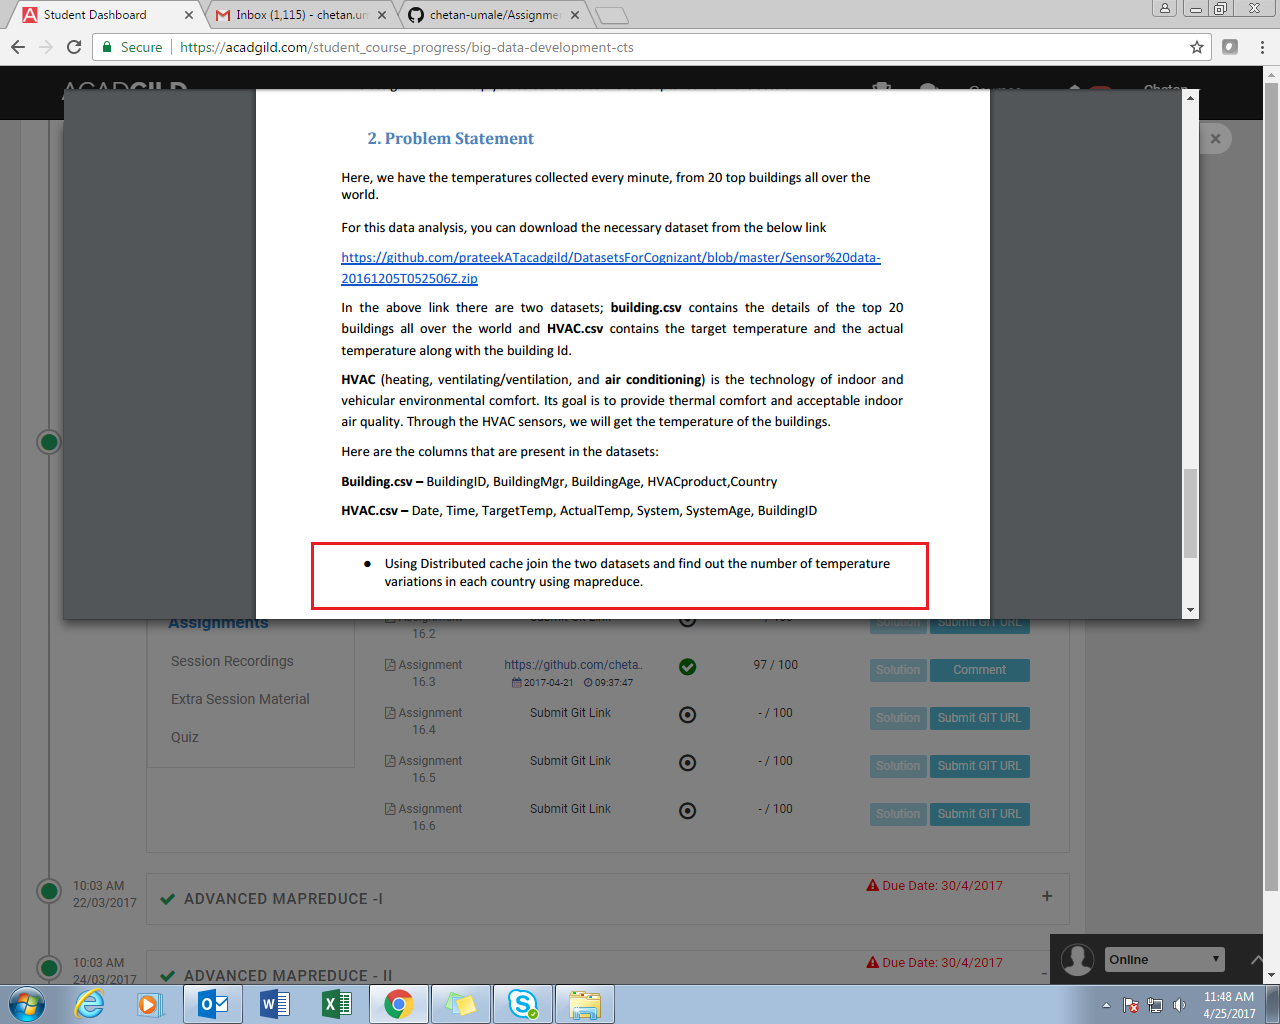 Student Dashboard
Inbox (1,115) - chetan.um
chetan-umale/Assignme
Secure
https://acadgild.com/student_course_progress/big-data-development-cts
ACADGILD
2. Problem Statement
Here, we have the temperatures collected every minute, from 20 top buildings all over the
world.
For this data analysis, you can download the necessary dataset from the below link
https://github.com/prateekATacadgild/DatasetsForCognizant/blob/master/Sensor%20data-
20161205T052506Z.zip
In the above link there are two datasets; building.csv contains the details of the top 20
buildings all over the world and HVAC.csv contains the target temperature and the actual
temperature along with the building Id.
HVAC (heating, ventilating/ventilation, and air conditioning) is the technology of indoor and
vehicular environmental comfort. Its goal is to provide thermal comfort and acceptable indoor
air quality. Through the HVAC sensors, we will get the temperature of the buildings.
Here are the columns that are present in the datasets:
Building.csv – BuildingID, BuildingMgr, BuildingAge, HVACproduct,Country
HVAC.csv – Date, Time, TargetTemp, ActualTemp, System, SystemAge, BuildingID
● Using Distributed cache join the two datasets and find out the number of temperature
variations in each country using mapreduce.
Assignments
Session Recordings
Extra Session Material
Quiz
Assignment
16.2
Submit Git Link
- / 100
Solution
Submit GIT URL
Assignment
16.3
https://github.com/cheta..
2017-04-21 09:37:47
97 / 100
Solution
Comment
Assignment
16.4
Submit Git Link
- / 100
Solution
Submit GIT URL
Assignment
16.5
Submit Git Link
- / 100
Solution
Submit GIT URL
Assignment
16.6
Submit Git Link
- / 100
Solution
Submit GIT URL
10:03 AM
22/03/2017
ADVANCED MAPREDUCE -I
Due Date: 30/4/2017
+
10:03 AM
24/03/2017
ADVANCED MAPREDUCE - II
Due Date: 30/4/2017
-
Online
11:48 AM
4/25/2017